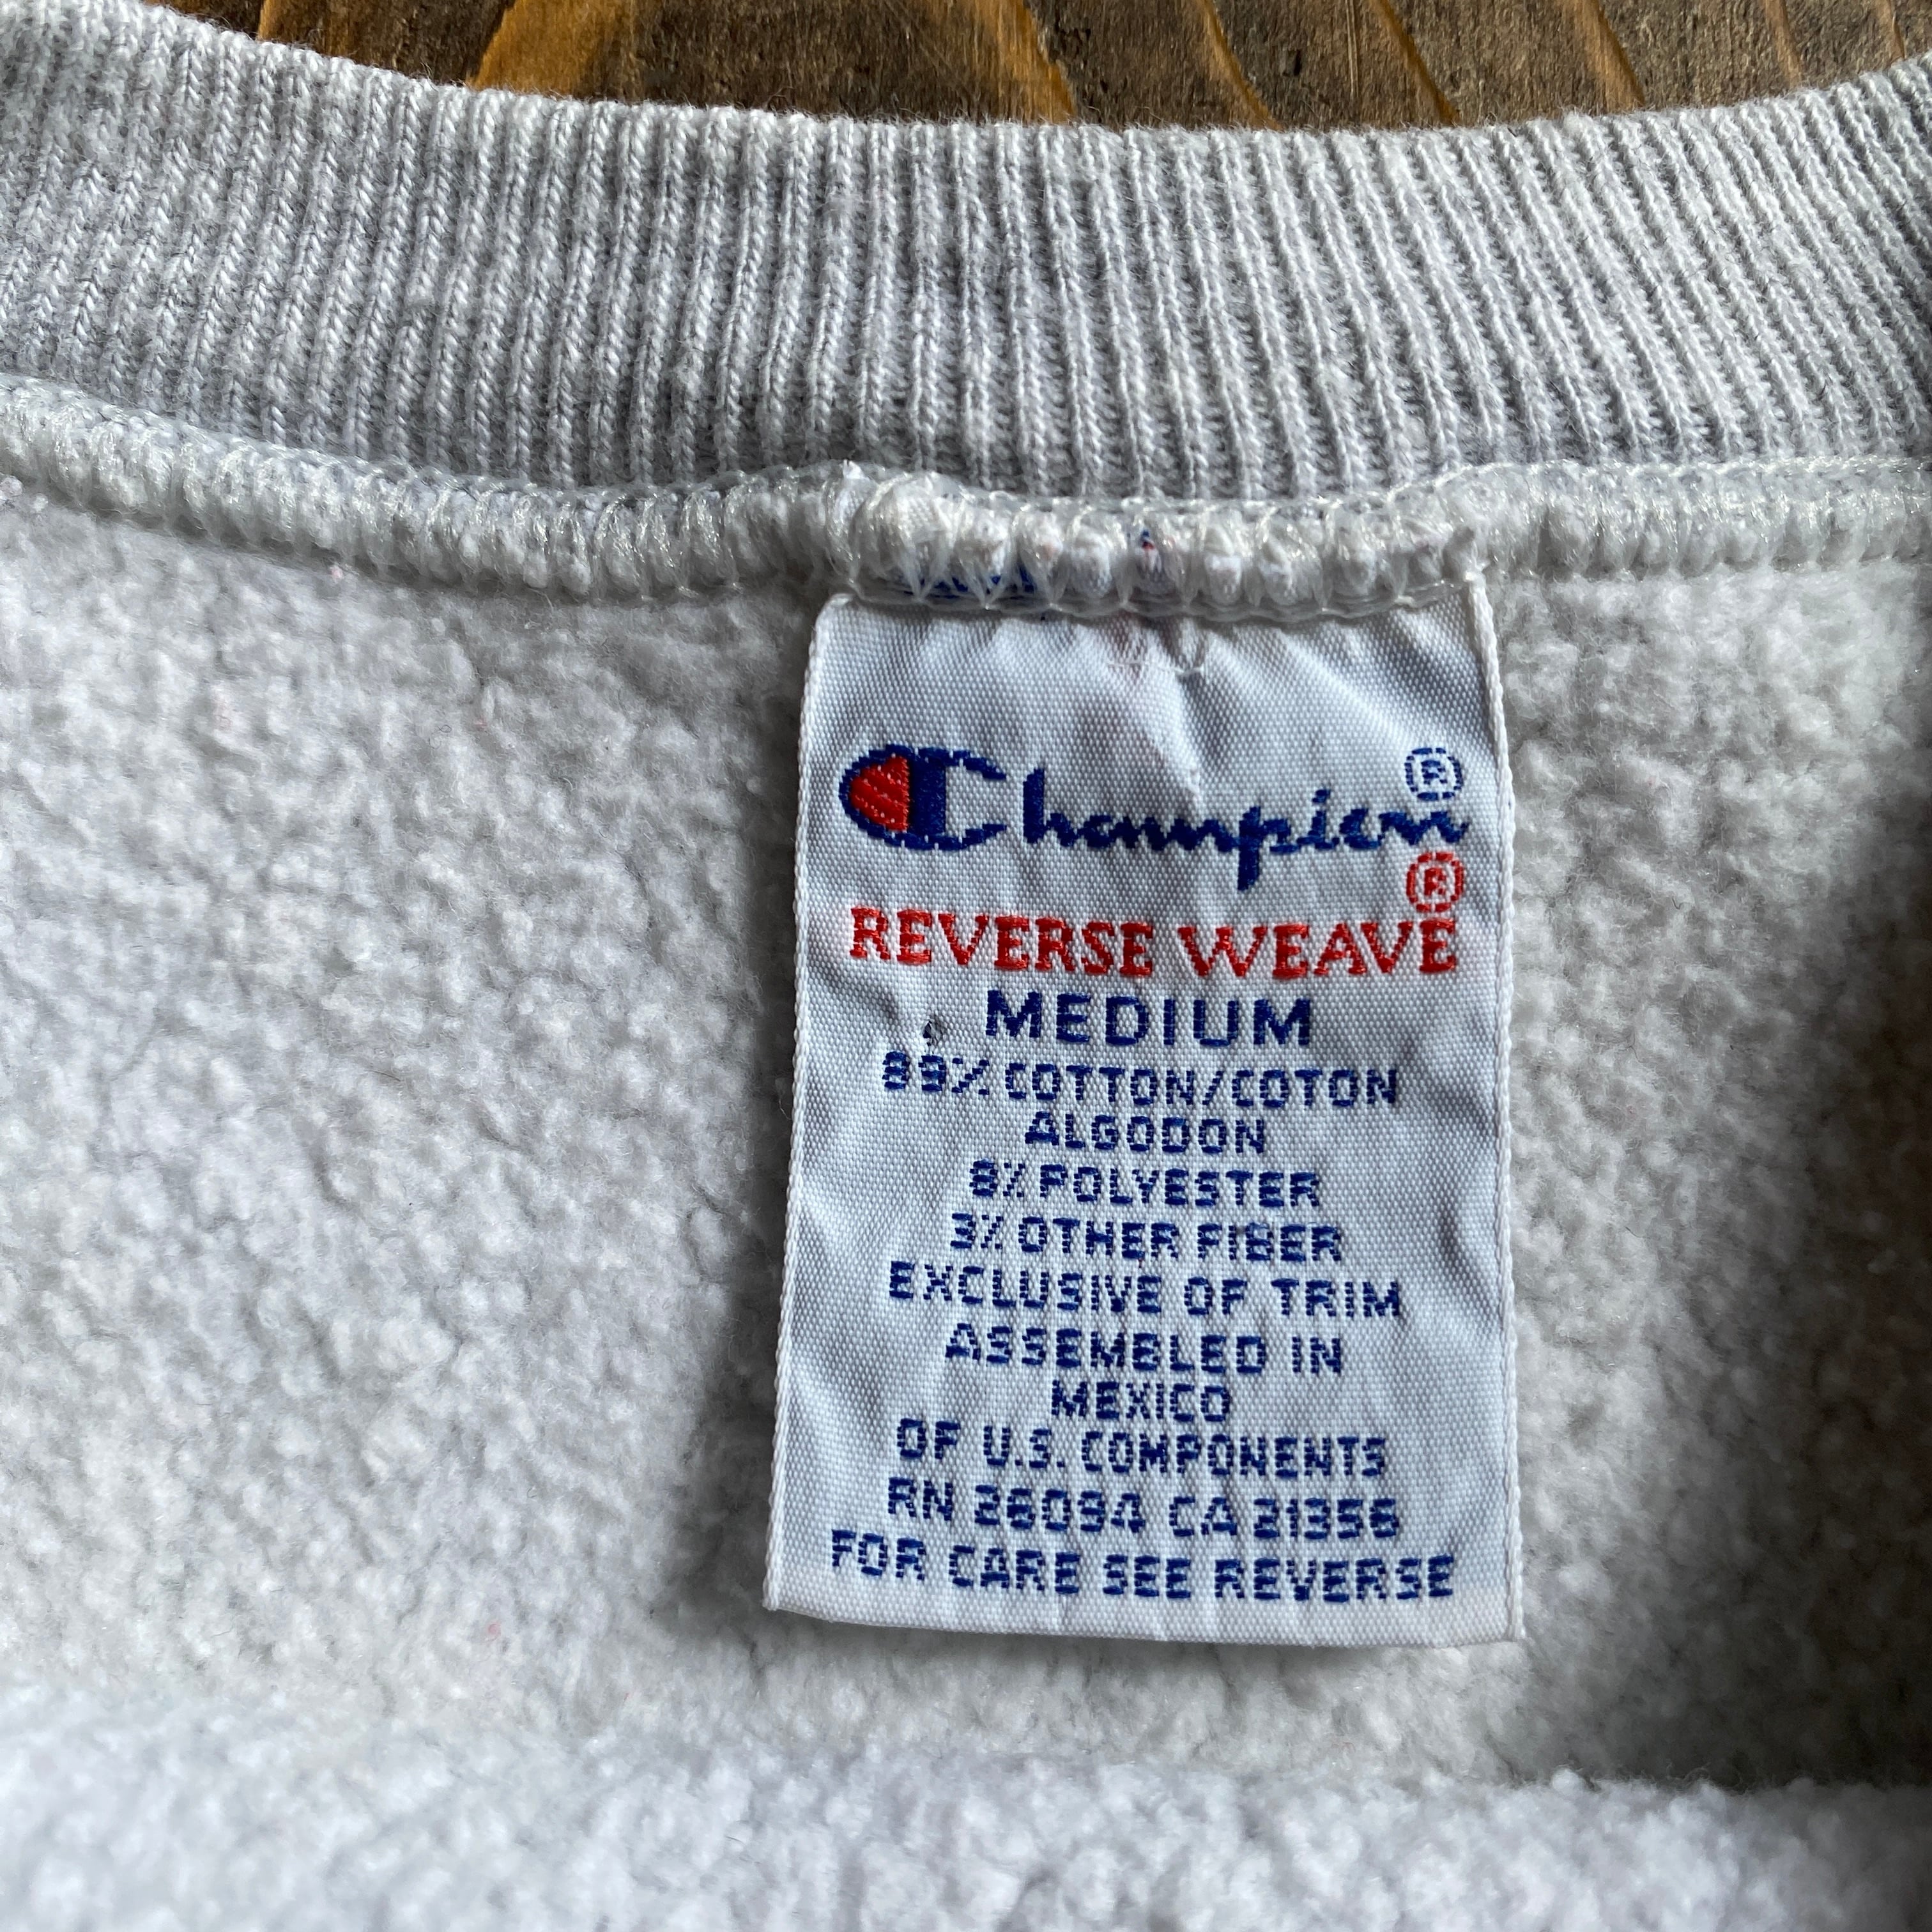 Champion®
REVERSE WEAVE®
MEDIUM
89% COTTON/COTON
ALGODON
8% POLYESTER
3% OTHER FIBER
EXCLUSIVE OF TRIM
ASSEMBLED IN
MEXICO
OF U.S. COMPONENTS
RN 26094 CA 21356
FOR CARE SEE REVERSE